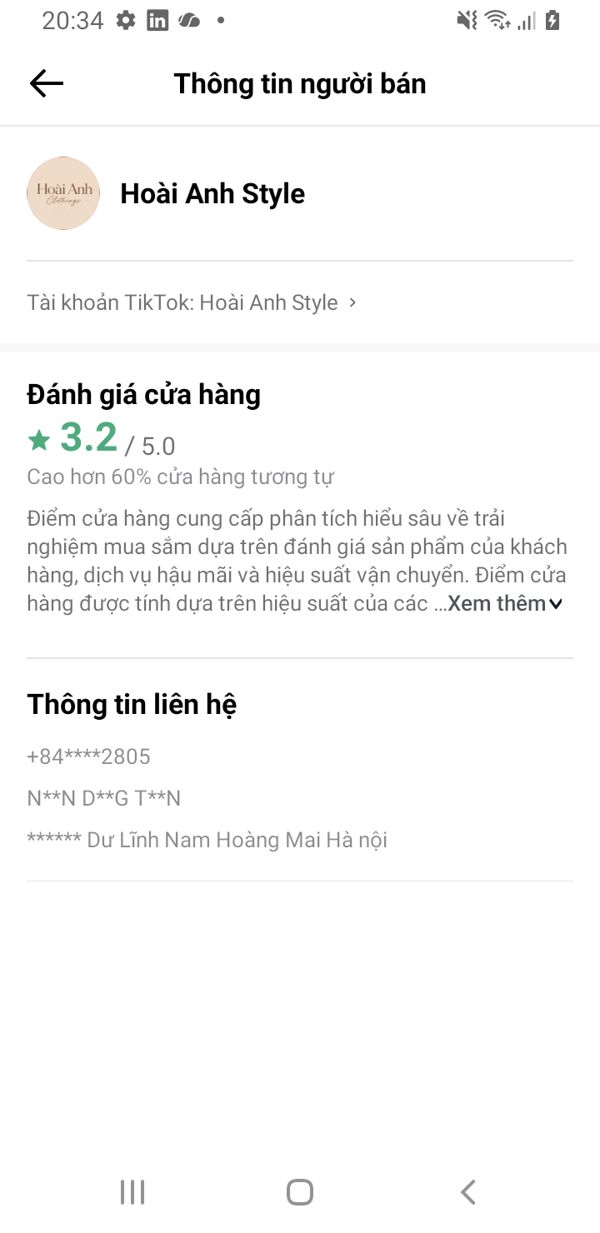 20:34
Thông tin người bán
Hoài Anh
Clothings
Hoài Anh Style
Tài khoản TikTok: Hoài Anh Style ›
Đánh giá cửa hàng
★ 3.2 / 5.0
Cao hơn 60% cửa hàng tương tự
Điểm cửa hàng cung cấp phân tích hiểu sâu về trải
nghiệm mua sắm dựa trên đánh giá sản phẩm của khách
hàng, dịch vụ hậu mãi và hiệu suất vận chuyển. Điểm cửa
hàng được tính dựa trên hiệu suất của các ...Xem thêm
Thông tin liên hệ
+84****2805
N**N D**G T**N
****** Dư Lĩnh Nam Hoàng Mai Hà nội